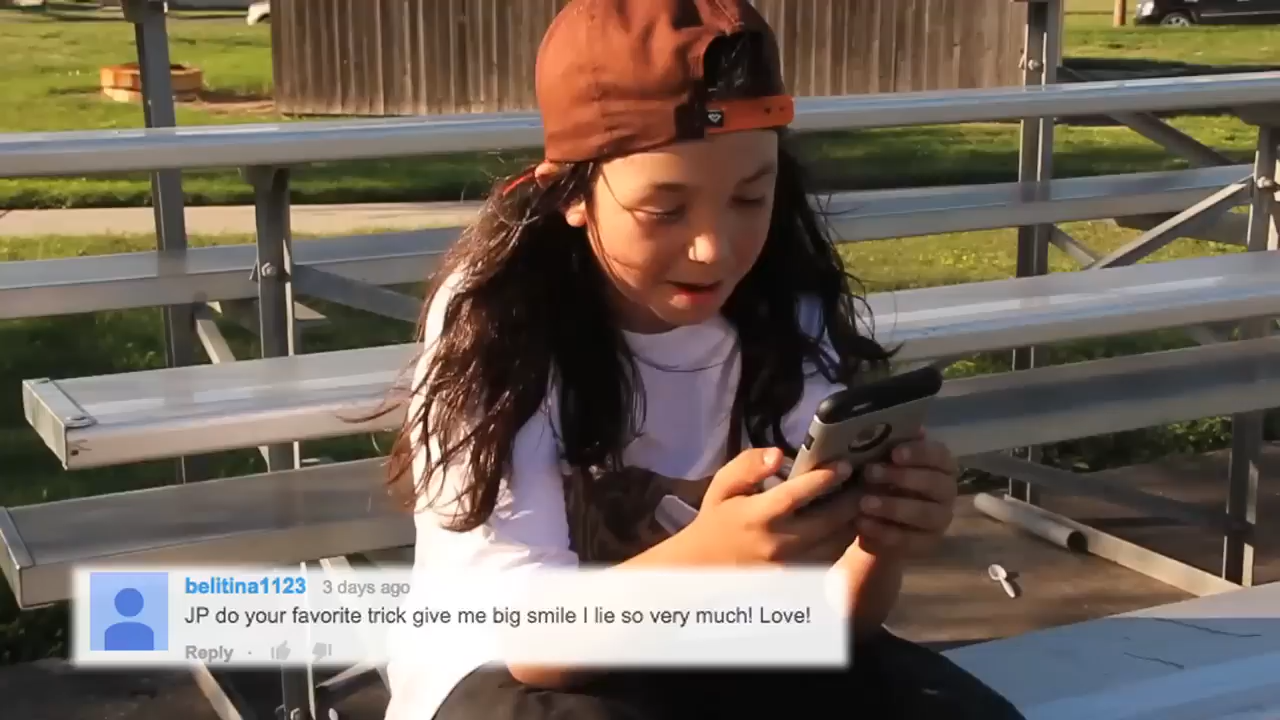 belitina1123 3 days ago
JP do your favorite trick give me big smile I lie so very much! Love!
Reply ·